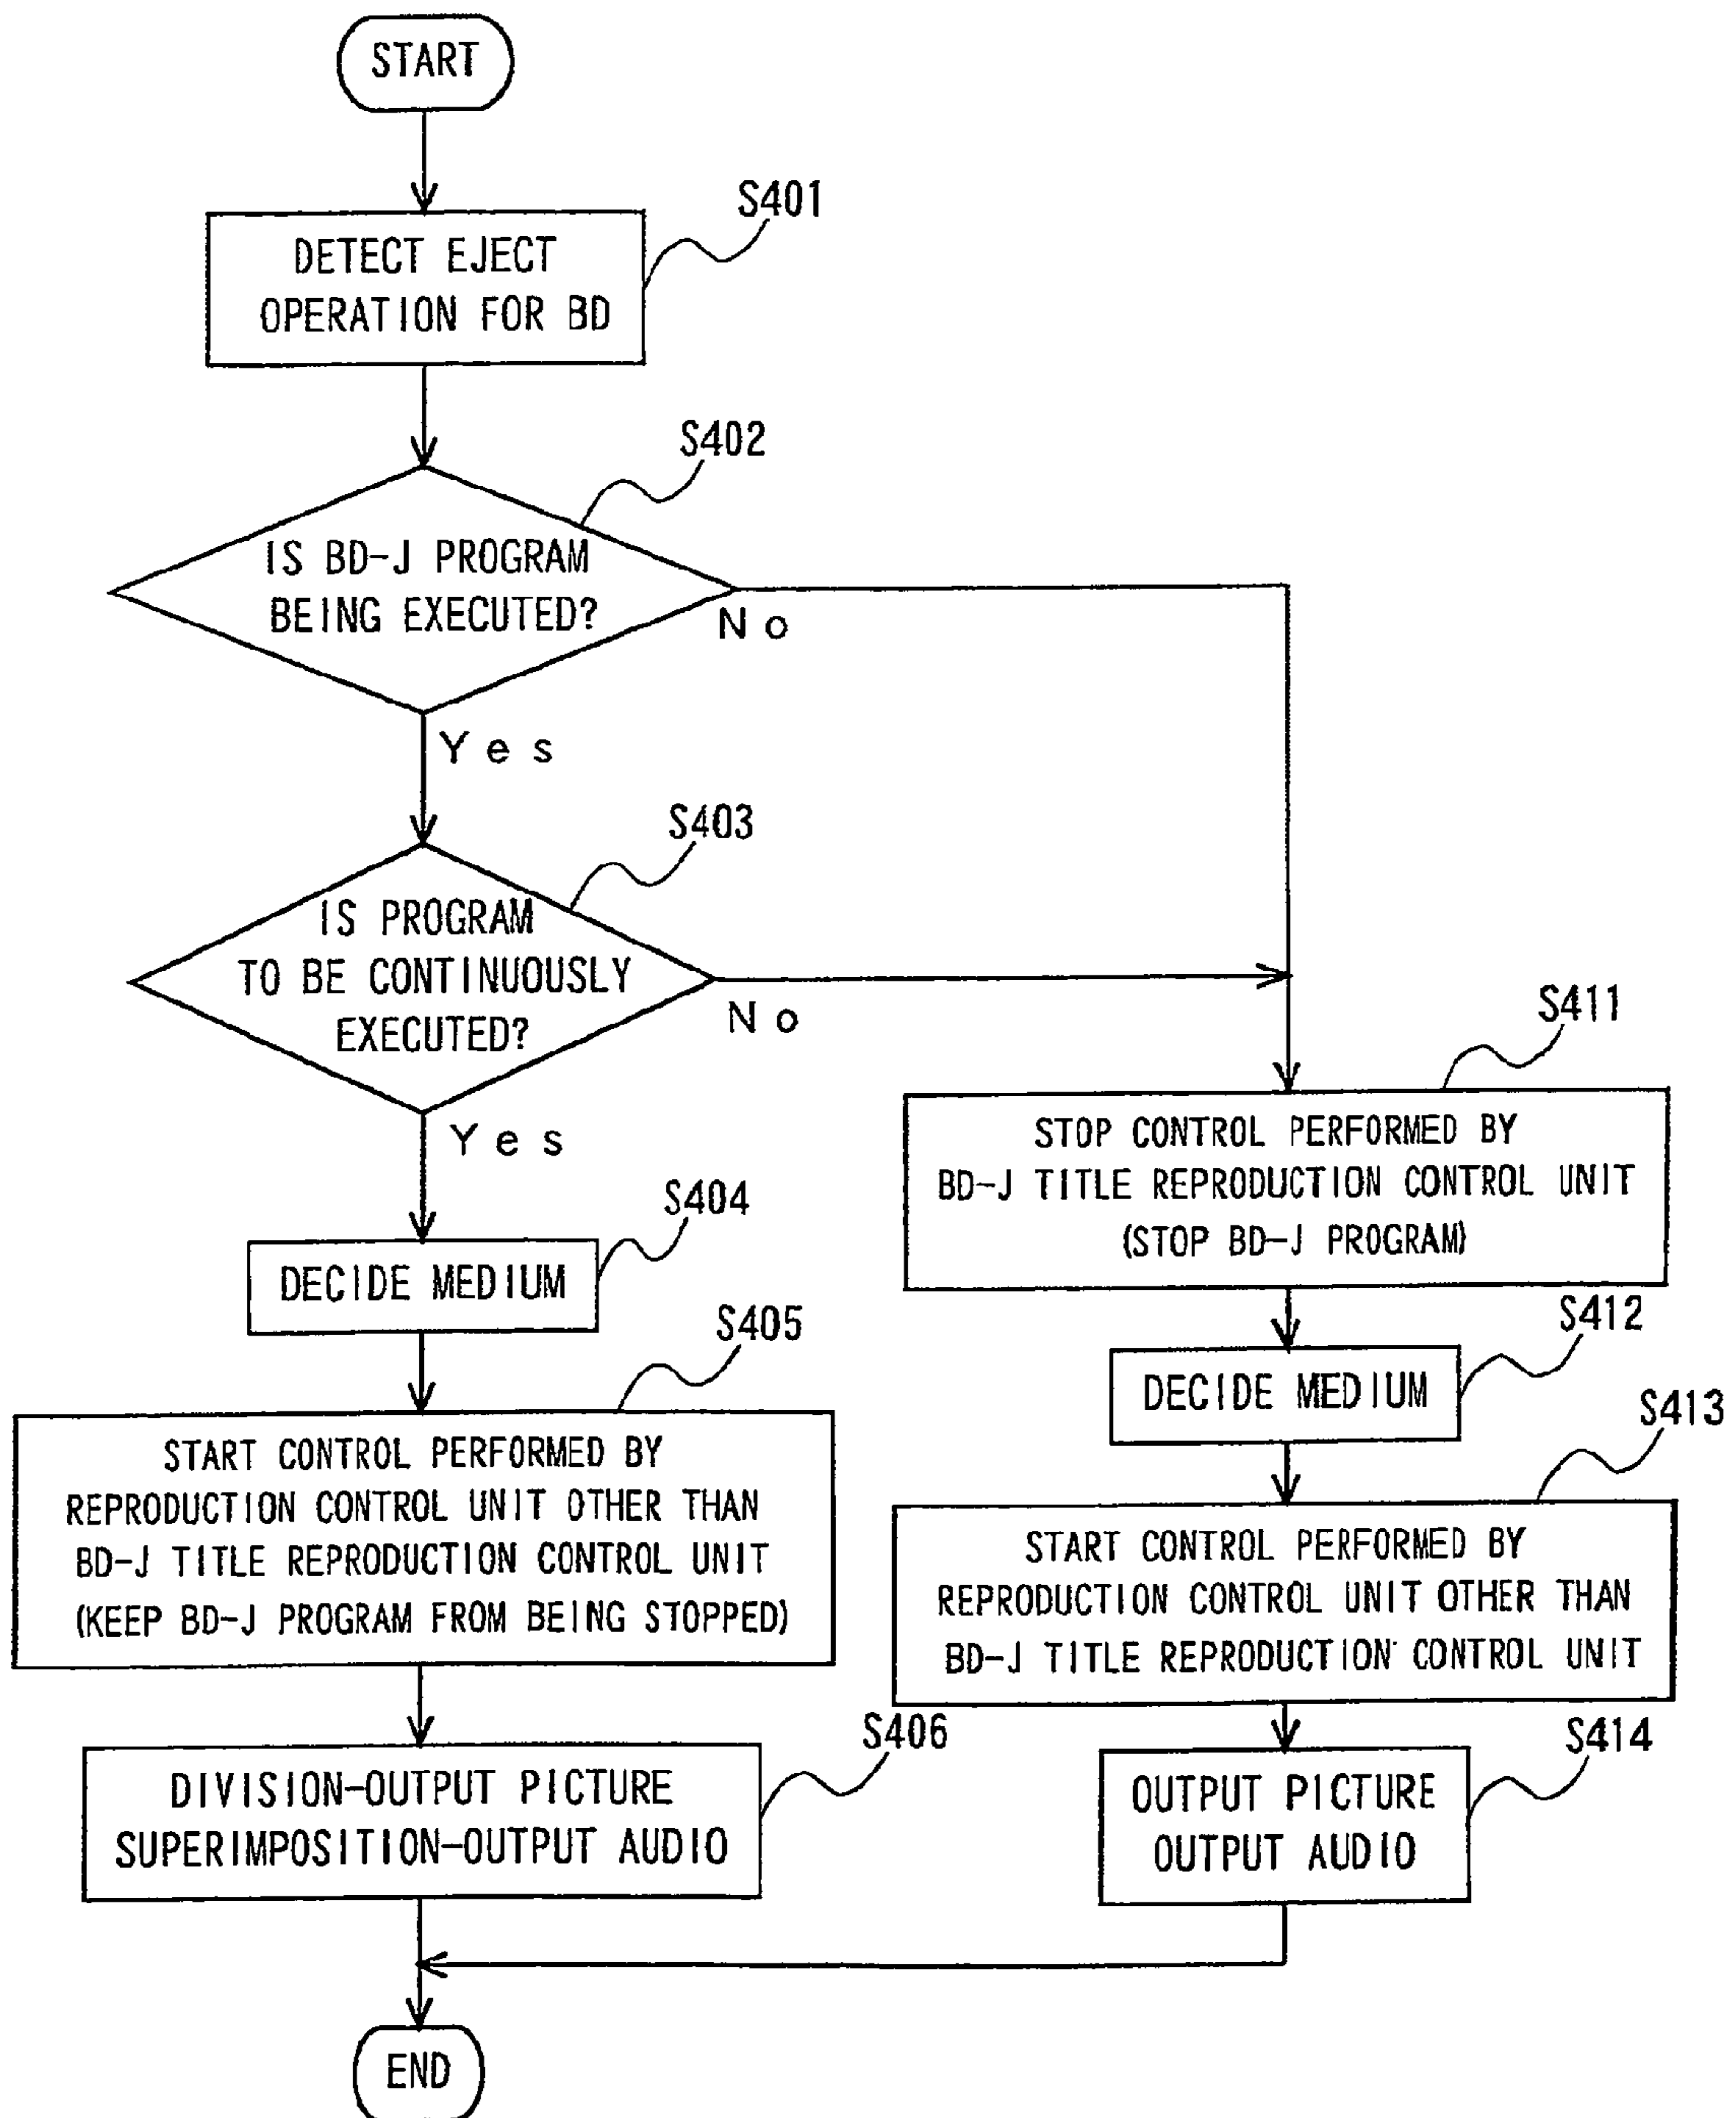 START
S401
DETECT EJECT
OPERATION FOR BD
S402
IS BD-J PROGRAM
BEING EXECUTED?
No
Yes
S403
IS PROGRAM
TO BE CONTINUOUSLY
EXECUTED?
No
Yes
S404
DECIDE MEDIUM
S405
START CONTROL PERFORMED BY
REPRODUCTION CONTROL UNIT OTHER THAN
BD-J TITLE REPRODUCTION CONTROL UNIT
(KEEP BD-J PROGRAM FROM BEING STOPPED)
S406
DIVISION-OUTPUT PICTURE
SUPERIMPOSITION-OUTPUT AUDIO
S411
STOP CONTROL PERFORMED BY
BD-J TITLE REPRODUCTION CONTROL UNIT
(STOP BD-J PROGRAM)
S412
DECIDE MEDIUM
S413
START CONTROL PERFORMED BY
REPRODUCTION CONTROL UNIT OTHER THAN
BD-J TITLE REPRODUCTION CONTROL UNIT
S414
OUTPUT PICTURE
OUTPUT AUDIO
END